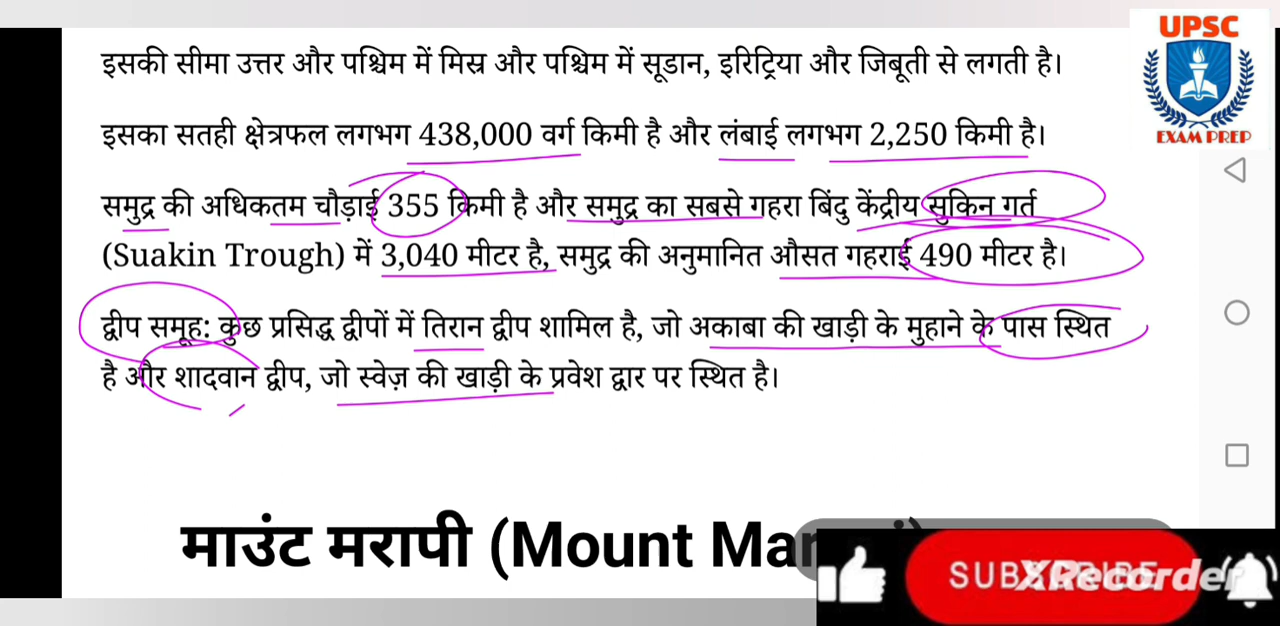 UPSC
EXAM PREP
इसकी सीमा उत्तर और पश्चिम में मिस्र और पश्चिम में सूडान, इरिट्रिया और जिबूती से लगती है।
इसका सतही क्षेत्रफल लगभग 438,000 वर्ग किमी है और लंबाई लगभग 2,250 किमी है।
समुद्र की अधिकतम चौड़ाई 355 किमी है और समुद्र का सबसे गहरा बिंदु केंद्रीय सुकिन गर्त
(Suakin Trough) में 3,040 मीटर है, समुद्र की अनुमानित औसत गहराई 490 मीटर है।
द्वीप समूह: कुछ प्रसिद्ध द्वीपों में तिरान द्वीप शामिल है, जो अकाबा की खाड़ी के मुहाने के पास स्थित
है और शादवान द्वीप, जो स्वेज़ की खाड़ी के प्रवेश द्वार पर स्थित है।
माउंट मरापी (Mount
SUBSCRIBE
XRecorder